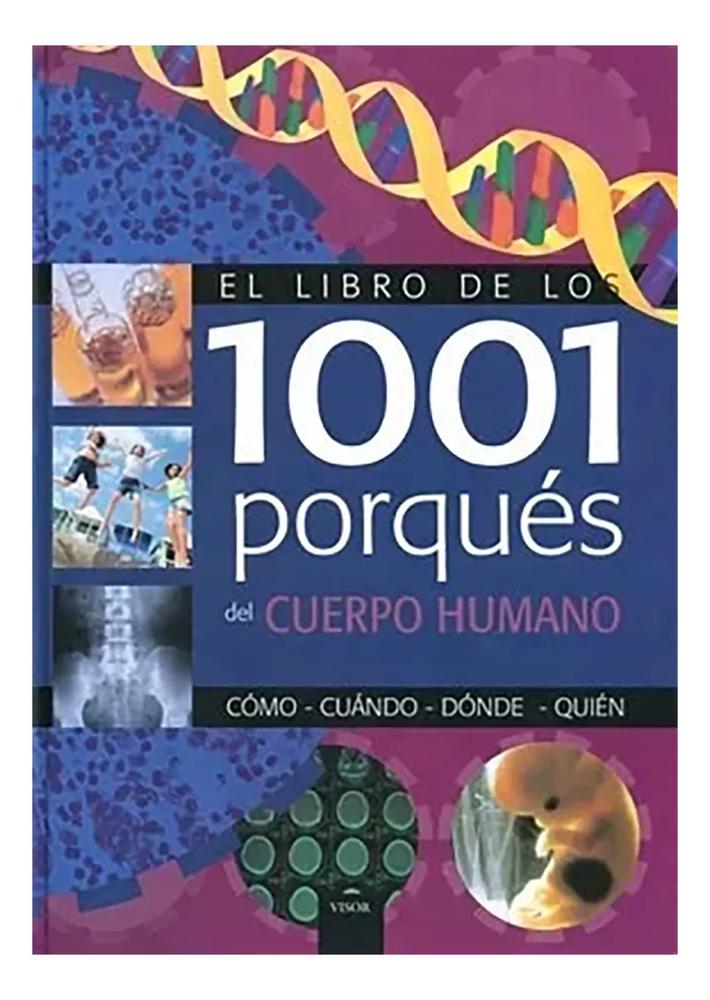 EL LIBRO DE LOS
1001
porqués
del CUERPO HUMANO
CÓMO - CUÁNDO - DÓNDE - QUIÉN
VISOR